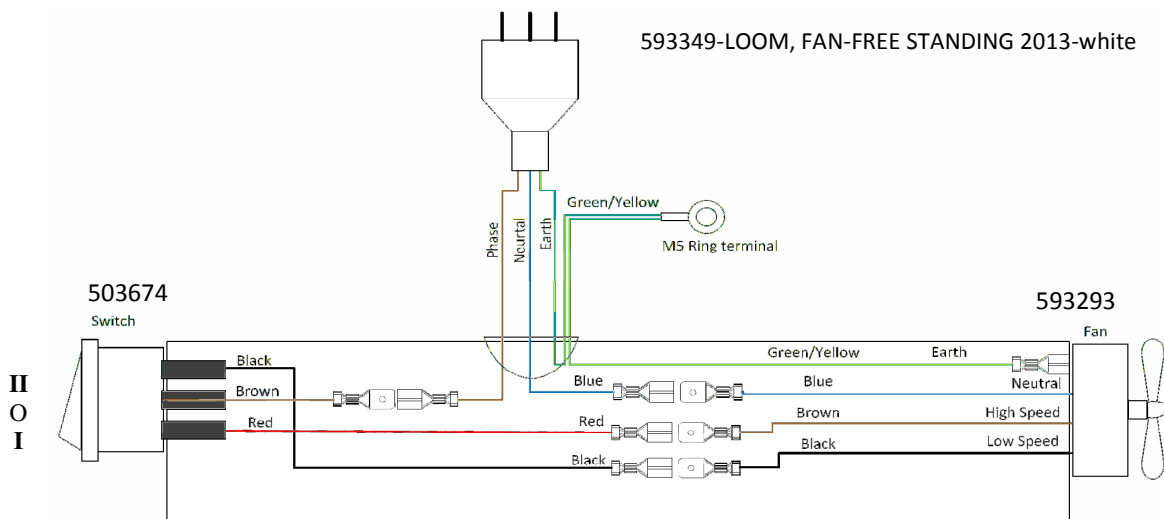 593349-LOOM, FAN-FREE STANDING 2013-white
Green/Yellow
Phase
Neurtal
Earth
M5 Ring terminal
503674
Switch
593293
Fan
Black
Green/Yellow
Earth
II
O
I
Brown
Blue
Blue
Neutral
Red
Red
Brown
High Speed
Black
Black
Low Speed